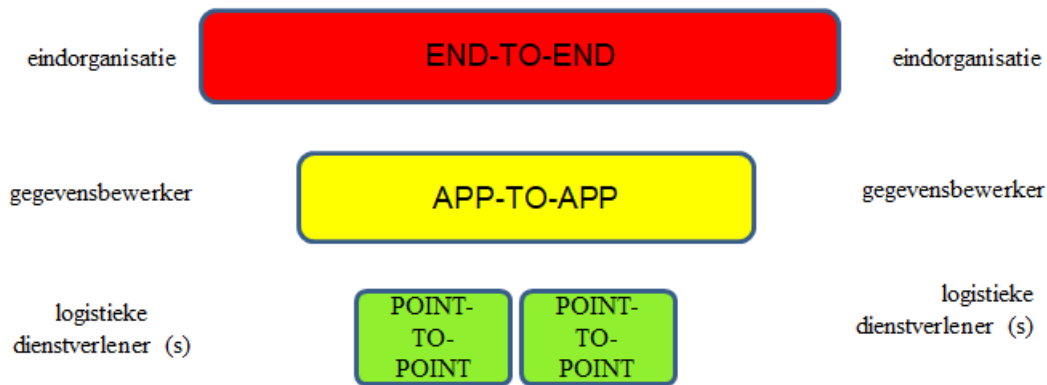 eindorganisatie END-TO-END eindorganisatie
gegevensbewerker APP-TO-APP gegevensbewerker
logistieke
dienstverlener (s)
POINT-
TO-
POINT
POINT-
TO-
POINT
logistieke
dienstverlener (s)